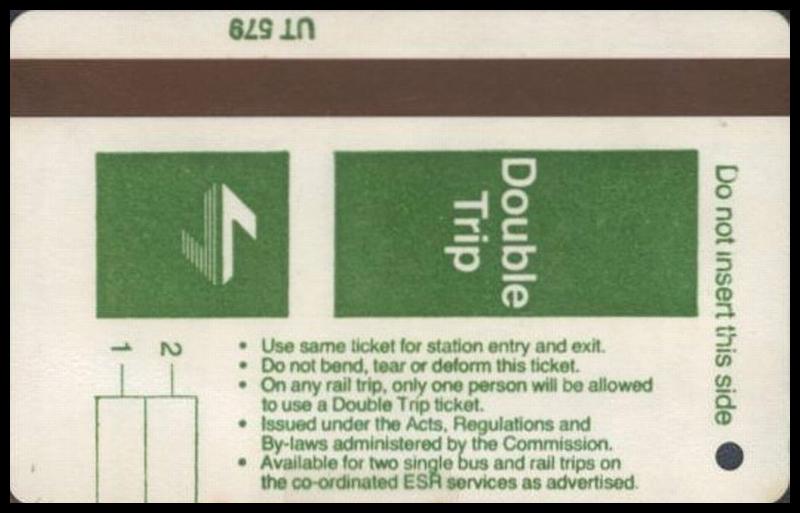 UT 579
Double
Trip
Do not insert this side
1 2
• Use same ticket for station entry and exit.
• Do not bend, tear or deform this ticket.
• On any rail trip, only one person will be allowed
to use a Double Trip ticket.
• Issued under the Acts, Regulations and
By-laws administered by the Commission.
• Available for two single bus and rail trips on
the co-ordinated ESR services as advertised.